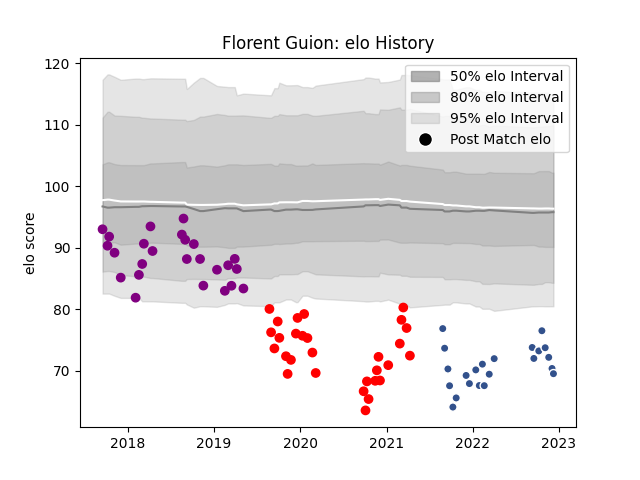 Florent Guion: elo History
120
110
100
90
80
70
elo score
50% elo Interval
80% elo Interval
95% elo Interval
Post Match elo
2018
2019
2020
2021
2022
2023